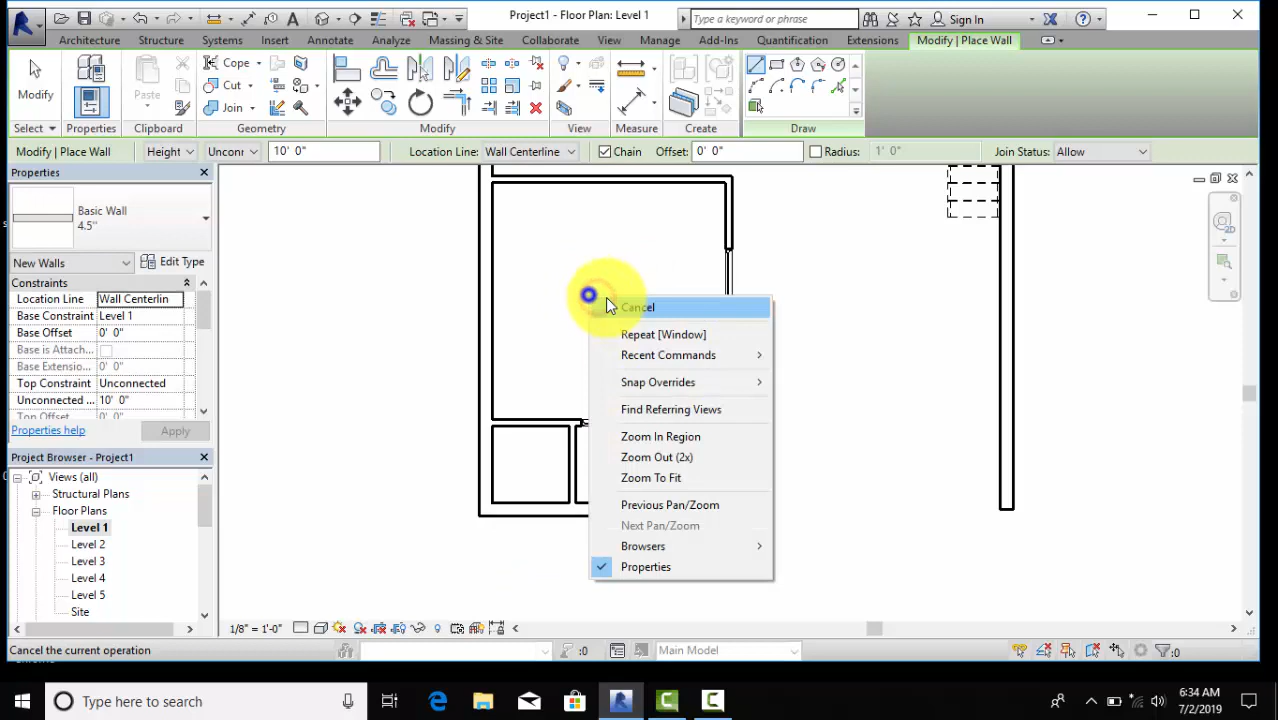 Project1 - Floor Plan: Level 1
Type a keyword or phrase
Sign In
Architecture Structure Systems Insert Annotate Analyze Massing & Site Collaborate View Manage Add-Ins Quantification Extensions Modify | Place Wall
Modify
Paste
Cope
Cut
Join
Select Properties Clipboard Geometry Modify View Measure Create Draw
Modify | Place Wall Height Unconr 10' 0" Location Line: Wall Centerline Chain Offset: 0' 0" Radius: 1' 0" Join Status: Allow
Properties
Basic Wall
4.5"
New Walls Edit Type
Constraints
Location Line Wall Centerlin
Base Constraint Level 1
Base Offset 0' 0"
Base is Attach...
Base Extensio...
Top Constraint Unconnected
Unconnected ... 10' 0"
Top Offset 0' 0"
Properties help Apply
Project Browser - Project1
Views (all)
Structural Plans
Floor Plans
Level 1
Level 2
Level 3
Level 4
Level 5
Site
Cancel
Repeat [Window]
Recent Commands
Snap Overrides
Find Referring Views
Zoom In Region
Zoom Out (2x)
Zoom To Fit
Previous Pan/Zoom
Next Pan/Zoom
Browsers
Properties
2D
1/8" = 1'-0"
Cancel the current operation :0 Main Model :0
Type here to search
6:34 AM
7/2/2019